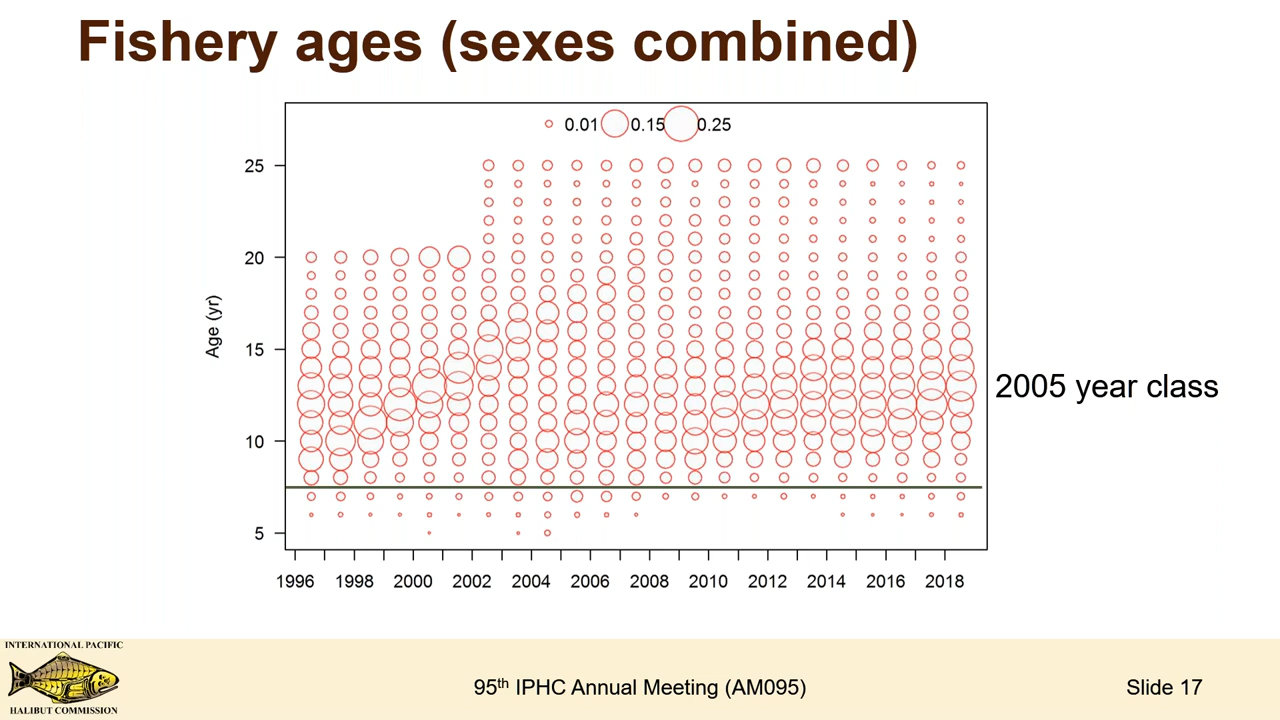 Fishery ages (sexes combined)
0.01 0.15 0.25
25
20
15
10
5
Age (yr)
1996 1998 2000 2002 2004 2006 2008 2010 2012 2014 2016 2018
2005 year class
INTERNATIONAL PACIFIC
HALIBUT COMMISSION
95th IPHC Annual Meeting (AM095)
Slide 17